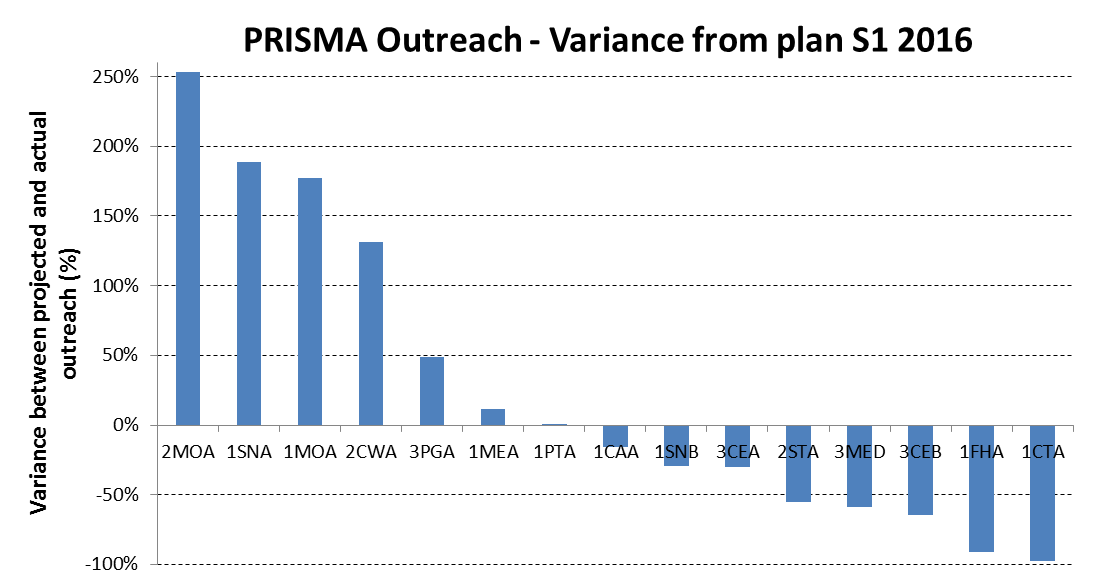 PRISMA Outreach - Variance from plan S1 2016
Variance between projected and actual
outreach (%)
250%
200%
150%
100%
50%
0%
-50%
-100%
2MOA 1SNA 1MOA 2CWA 3PGA 1MEA 1PTA 1CAA 1SNB 3CEA 2STA 3MED 3CEB 1FHA 1CTA